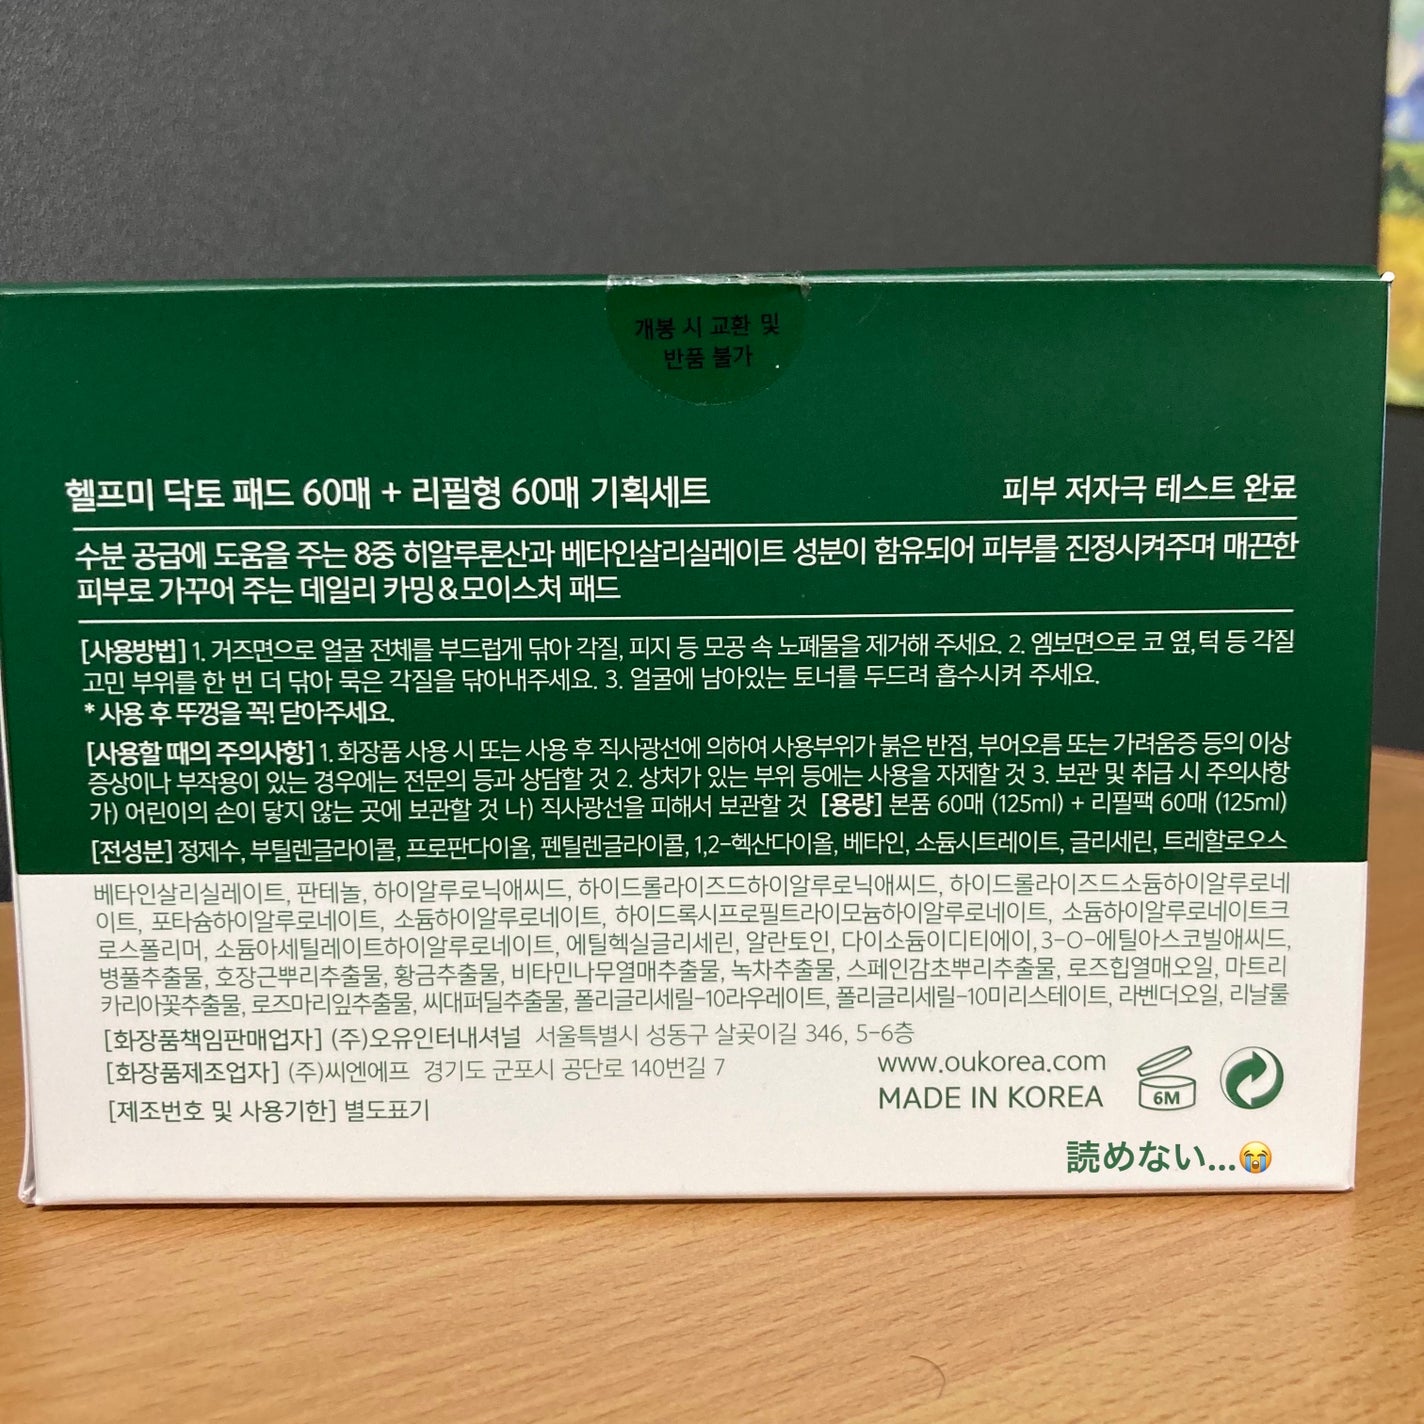 개봉 시 교환 및
반품 불가
헬프미 닥토 패드 60매 + 리필형 60매 기획세트 피부 저자극 테스트 완료
수분 공급에 도움을 주는 8중 히알루론산과 베타인살리실레이트 성분이 함유되어 피부를 진정시켜주며 매끈한
피부로 가꾸어 주는 데일리 카밍&모이스처 패드
[사용방법] 1. 거즈면으로 얼굴 전체를 부드럽게 닦아 각질, 피지 등 모공 속 노폐물을 제거해 주세요. 2. 엠보면으로 코 옆, 턱 등 각질
고민 부위를 한 번 더 닦아 묵은 각질을 닦아내주세요. 3. 얼굴에 남아있는 토너를 두드려 흡수시켜 주세요.
* 사용 후 뚜껑을 꼭! 닫아주세요.
[사용할 때의 주의사항] 1. 화장품 사용 시 또는 사용 후 직사광선에 의하여 사용부위가 붉은 반점, 부어오름 또는 가려움증 등의 이상
증상이나 부작용이 있는 경우에는 전문의 등과 상담할 것 2. 상처가 있는 부위 등에는 사용을 자제할 것 3. 보관 및 취급 시 주의사항
가) 어린이의 손이 닿지 않는 곳에 보관할 것 나) 직사광선을 피해서 보관할 것 [용량] 본품 60매 (125ml) + 리필팩 60매 (125ml)
[전성분] 정제수, 부틸렌글라이콜, 프로판다이올, 펜틸렌글라이콜, 1,2-헥산다이올, 베타인, 소듐시트레이트, 글리세린, 트레할로오스
베타인살리실레이트, 판테놀, 하이알루로닉애씨드, 하이드롤라이즈드하이알루로닉애씨드, 하이드롤라이즈드소듐하이알루로네
이트, 포타슘하이알루로네이트, 소듐하이알루로네이트, 하이드록시프로필트라이모늄하이알루로네이트, 소듐하이알루로네이트크
로스폴리머, 소듐아세틸레이트하이알루로네이트, 에틸헥실글리세린, 알란토인, 다이소듐이디티에이, 3-O-에틸아스코빌애씨드,
병풀추출물, 호장근뿌리추출물, 황금추출물, 비타민나무열매추출물, 녹차추출물, 스페인감초뿌리추출물, 로즈힙열매오일, 마트리
카리아꽃추출물, 로즈마리잎추출물, 씨대퍼딜추출물, 폴리글리세릴-10라우레이트, 폴리글리세릴-10미리스테이트, 라벤더오일, 리날룰
[화장품책임판매업자] (주)오유인터내셔널 서울특별시 성동구 살곶이길 346, 5-6층
[화장품제조업자] (주)씨엔에프 경기도 군포시 공단로 140번길 7
www.oukorea.com
MADE IN KOREA
6M
[제조번호 및 사용기한] 별도표기
読めない...😭